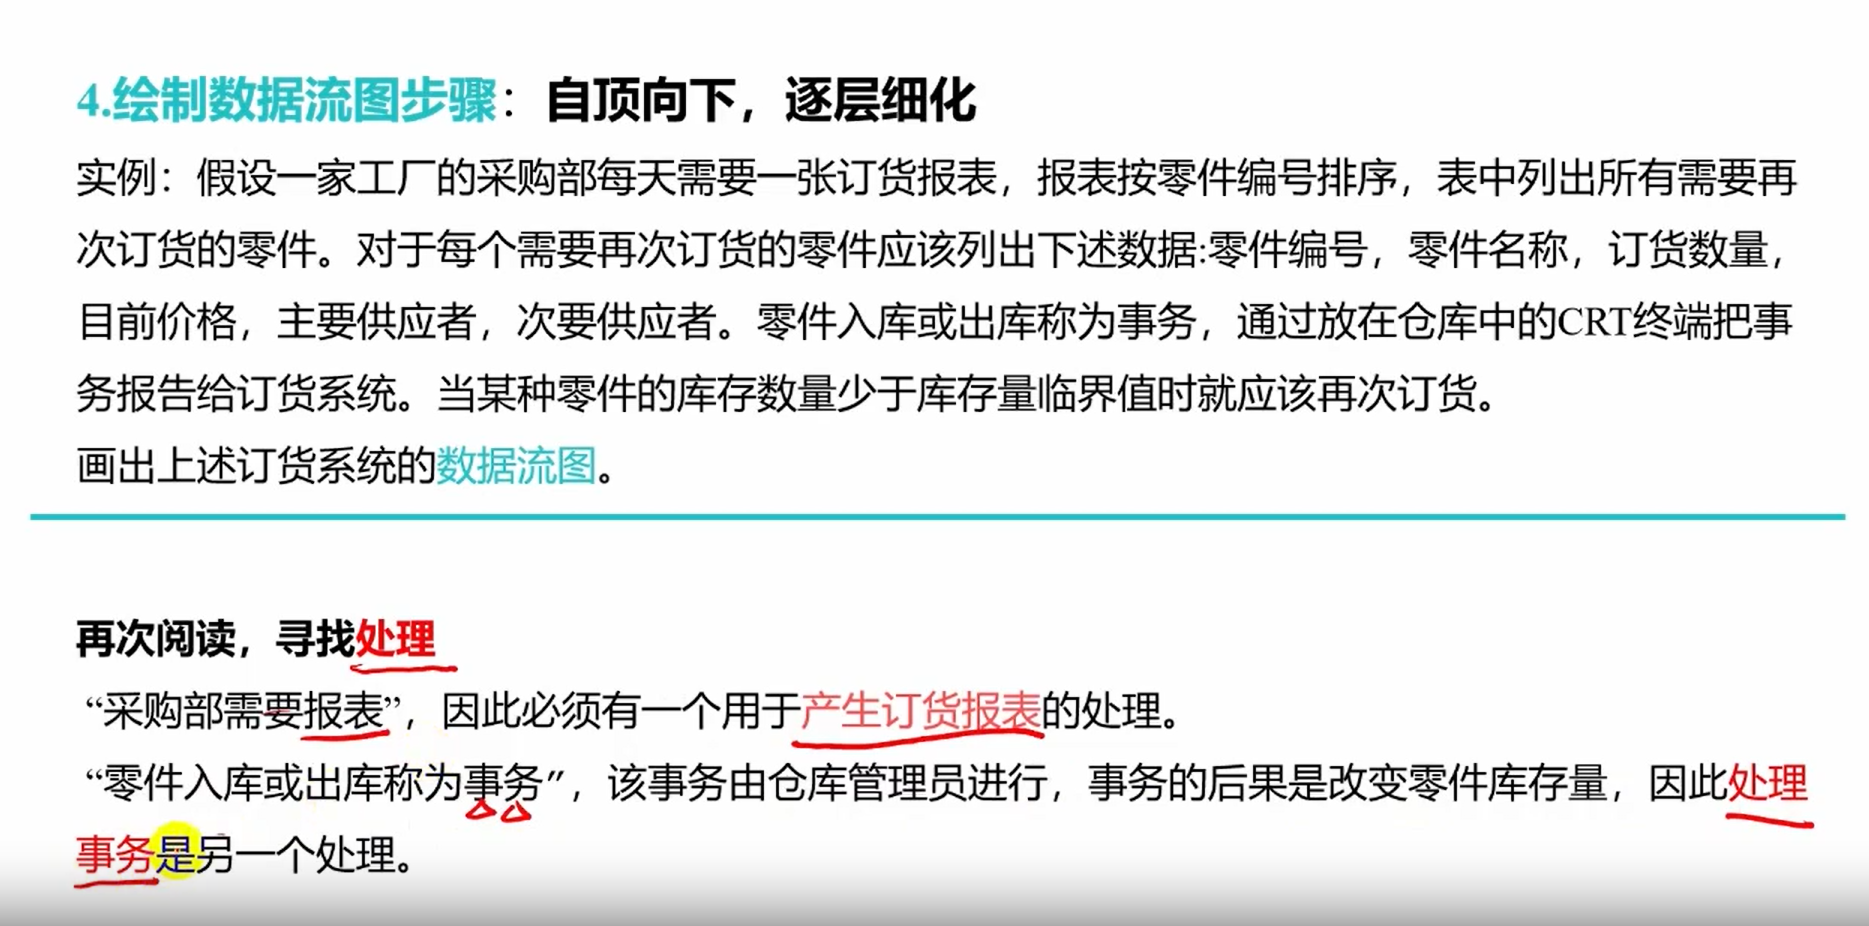 4.绘制数据流图步骤：自顶向下，逐层细化
实例：假设一家工厂的采购部每天需要一张订货报表，报表按零件编号排序，表中列出所有需要再
次订货的零件。对于每个需要再次订货的零件应该列出下述数据:零件编号，零件名称，订货数量，
目前价格，主要供应者，次要供应者。零件入库或出库称为事务，通过放在仓库中的CRT终端把事
务报告给订货系统。当某种零件的库存数量少于库存量临界值时就应该再次订货。
画出上述订货系统的数据流图。
再次阅读，寻找处理
“采购部需要报表”，因此必须有一个用于产生订货报表的处理。
“零件入库或出库称为事务”，该事务由仓库管理员进行，事务的后果是改变零件库存量，因此处理
事务是另一个处理。